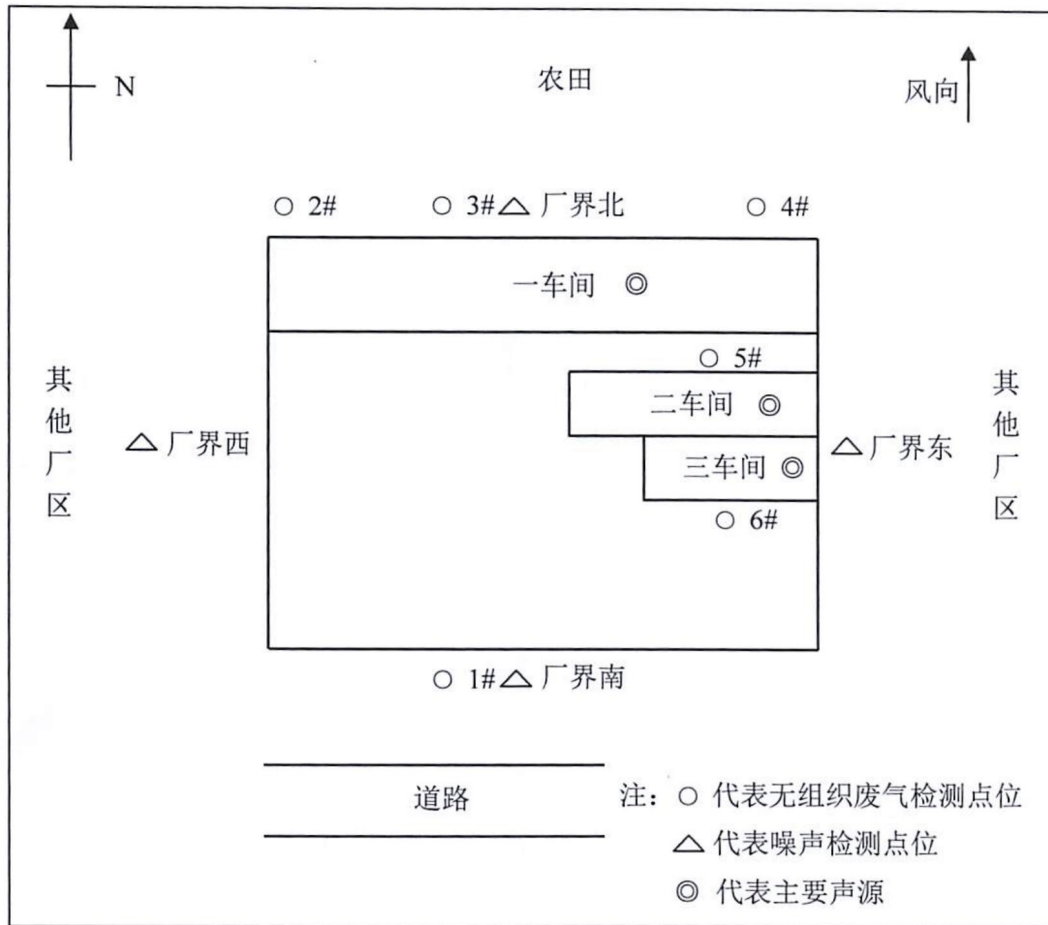 N
农田
风向
2#
3#
厂界北
4#
一车间
5#
二车间
三车间
6#
其他厂区
厂界西
厂界东
其他厂区
1#
厂界南
道路
注：○ 代表无组织废气检测点位
△ 代表噪声检测点位
◎ 代表主要声源